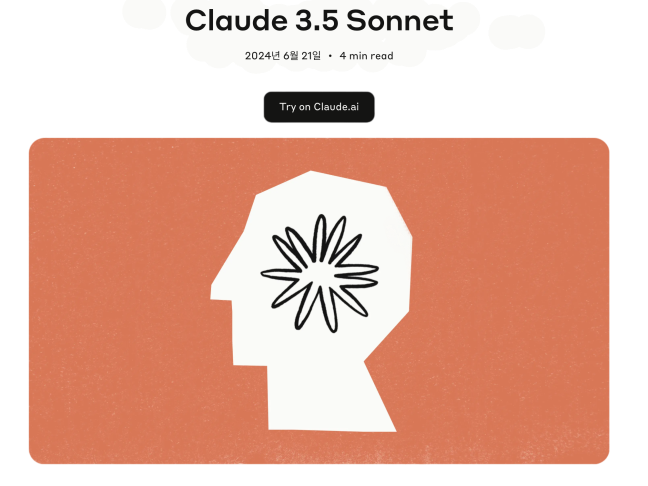 Claude 3.5 Sonnet
2024년 6월 21일 • 4 min read
Try on Claude.ai